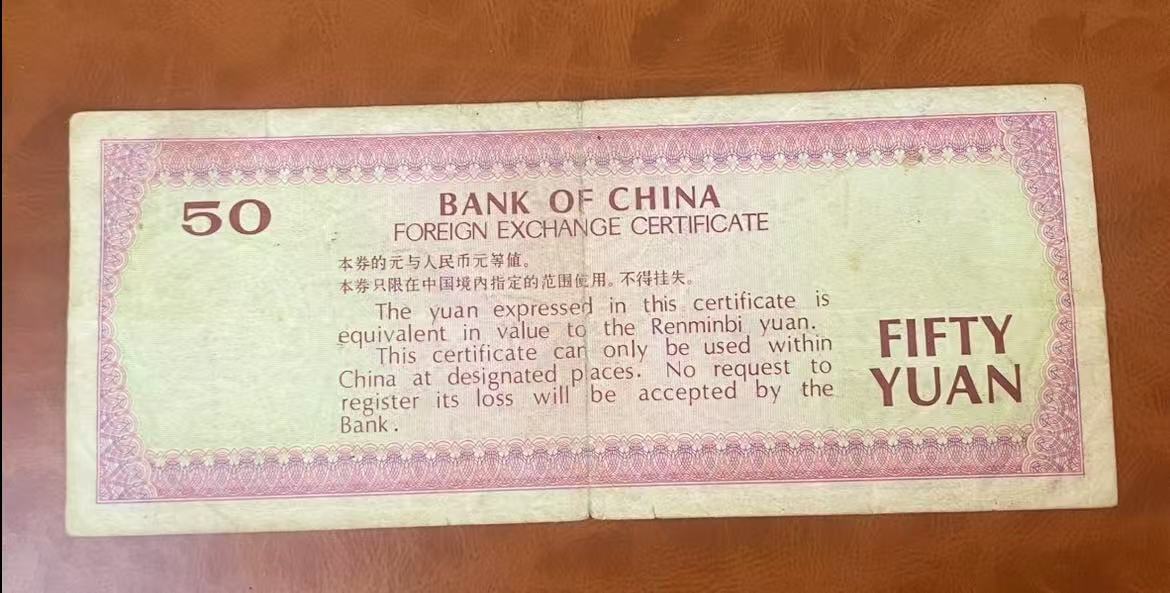 50
BANK OF CHINA
FOREIGN EXCHANGE CERTIFICATE
本券的元与人民币元等値。
本券只限在中国境内指定的范围使用。不得挂失。
The yuan expressed in this certificate is
equivalent in value to the Renminbi yuan.
This certificate can only be used within
China at designated places. No request to
register its loss will be accepted by the
Bank.
FIFTY
YUAN